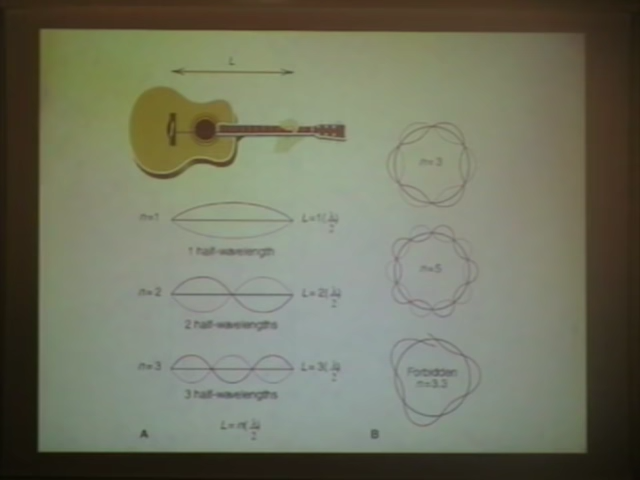 L
n=1
L=1(λ/2)
1 half-wavelength
n=2
L=2(λ/2)
2 half-wavelengths
n=3
L=3(λ/2)
3 half-wavelengths
L=n(λ/2)
A
n=3
n=5
Forbidden
n=3.3
B